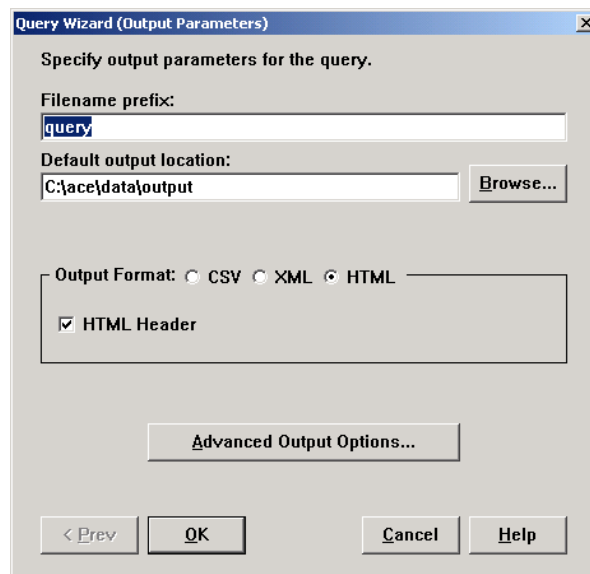 Query Wizard (Output Parameters)
Specify output parameters for the query.
Filename prefix:
query
Default output location:
C:\ace\data\output
Browse...
Output Format: CSV XML HTML
HTML Header
Advanced Output Options...
< Prev OK Cancel Help